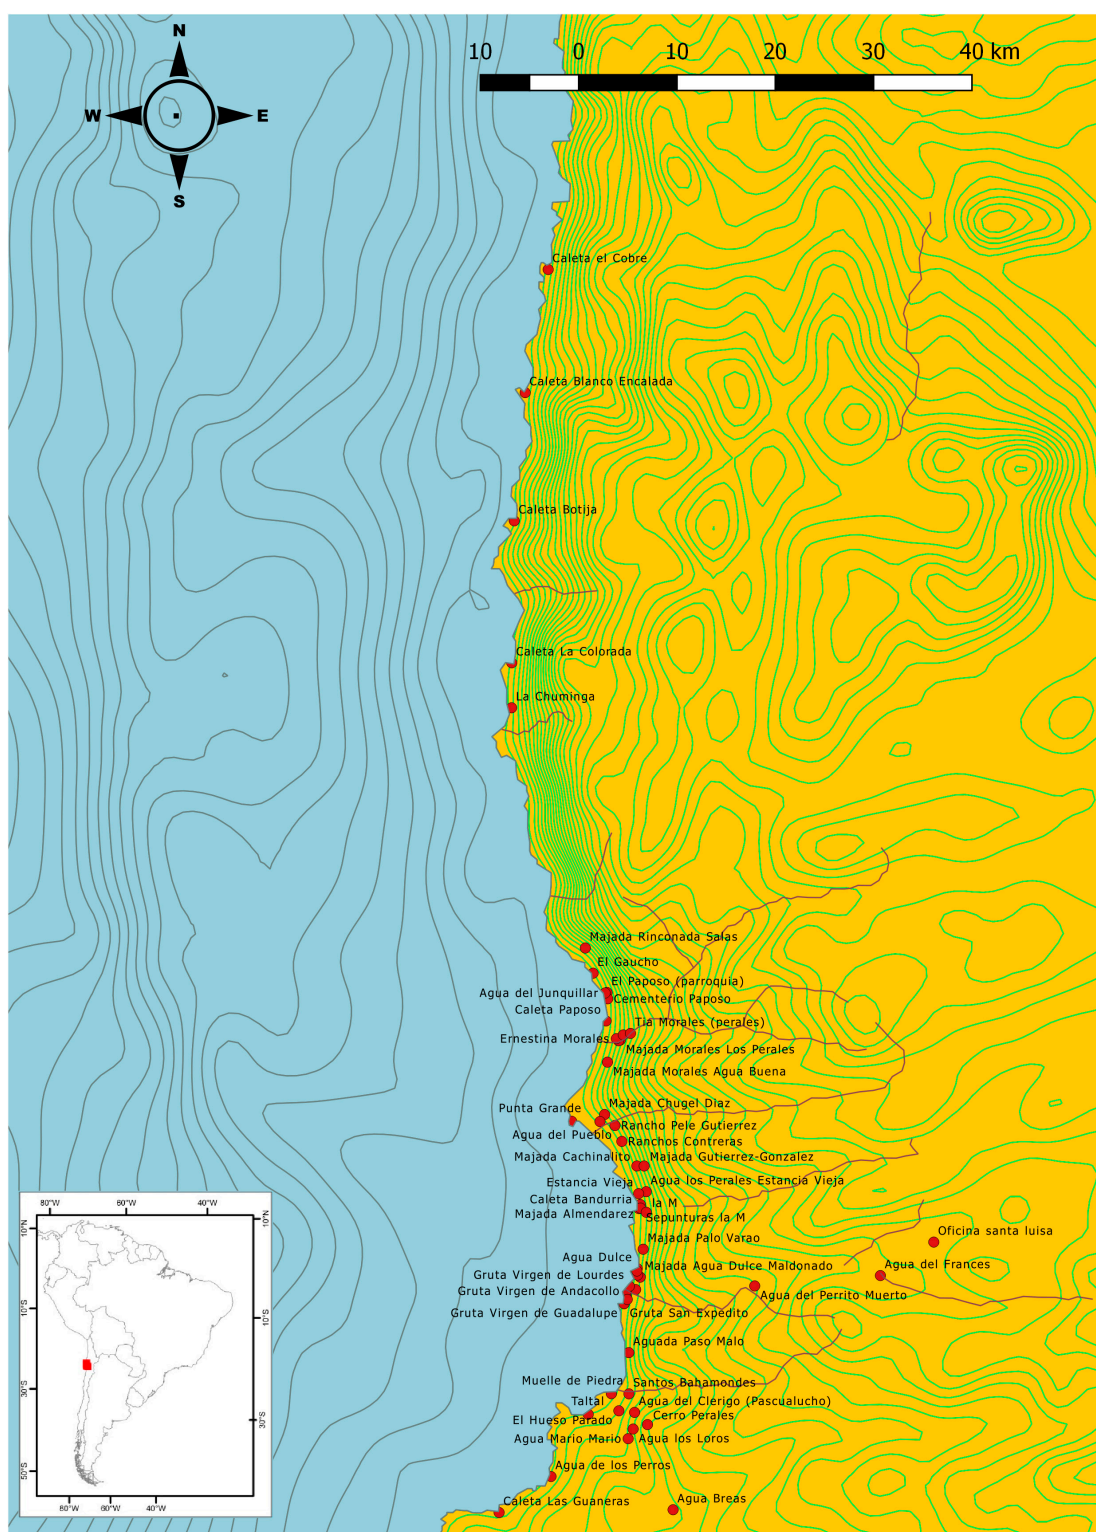 N
W
E
S
10 0 10 20 30 40 km
Caleta el Cobre
Caleta Blanco Encalada
Caleta Botija
Caleta La Colorada
La Chuminga
Majada Rinconada Salas
El Gaucho
El Paposo (parroquia)
Agua del Junquillar
Cementerio Paposo
Caleta Paposo
Tia Morales (perales)
Ernestina Morales
Majada Morales Los Perales
Majada Morales Agua Buena
Majada Chugel Diaz
Punta Grande
Rancho Pele Gutierrez
Agua del Pueblo
Ranchos Contreras
Majada Cachinalito
Majada Gutierrez-Gonzalez
Estancia Vieja
Agua los Perales Estancia Vieja
Caleta Bandurria
la M
Majada Almendarez
Sepunturas la M
Oficina santa luisa
Majada Palo Varao
Agua Dulce
Majada Agua Dulce Maldonado
Agua del Frances
Gruta Virgen de Lourdes
Gruta Virgen de Andacollo
Agua del Perrito Muerto
Gruta Virgen de Guadalupe
Gruta San Expedito
Aguada Paso Malo
Muelle de Piedra
Santos Bahamondes
Taltal
Agua del Clerigo (Pascualucho)
El Hueso Parado
Cerro Perales
Agua Mario Mario
Agua los Loros
Agua de los Perros
Caleta Las Guaneras
Agua Breas
80°W 60°W 40°W
10°N
10°N
10°S
10°S
30°S
30°S
50°S
80°W 60°W 40°W